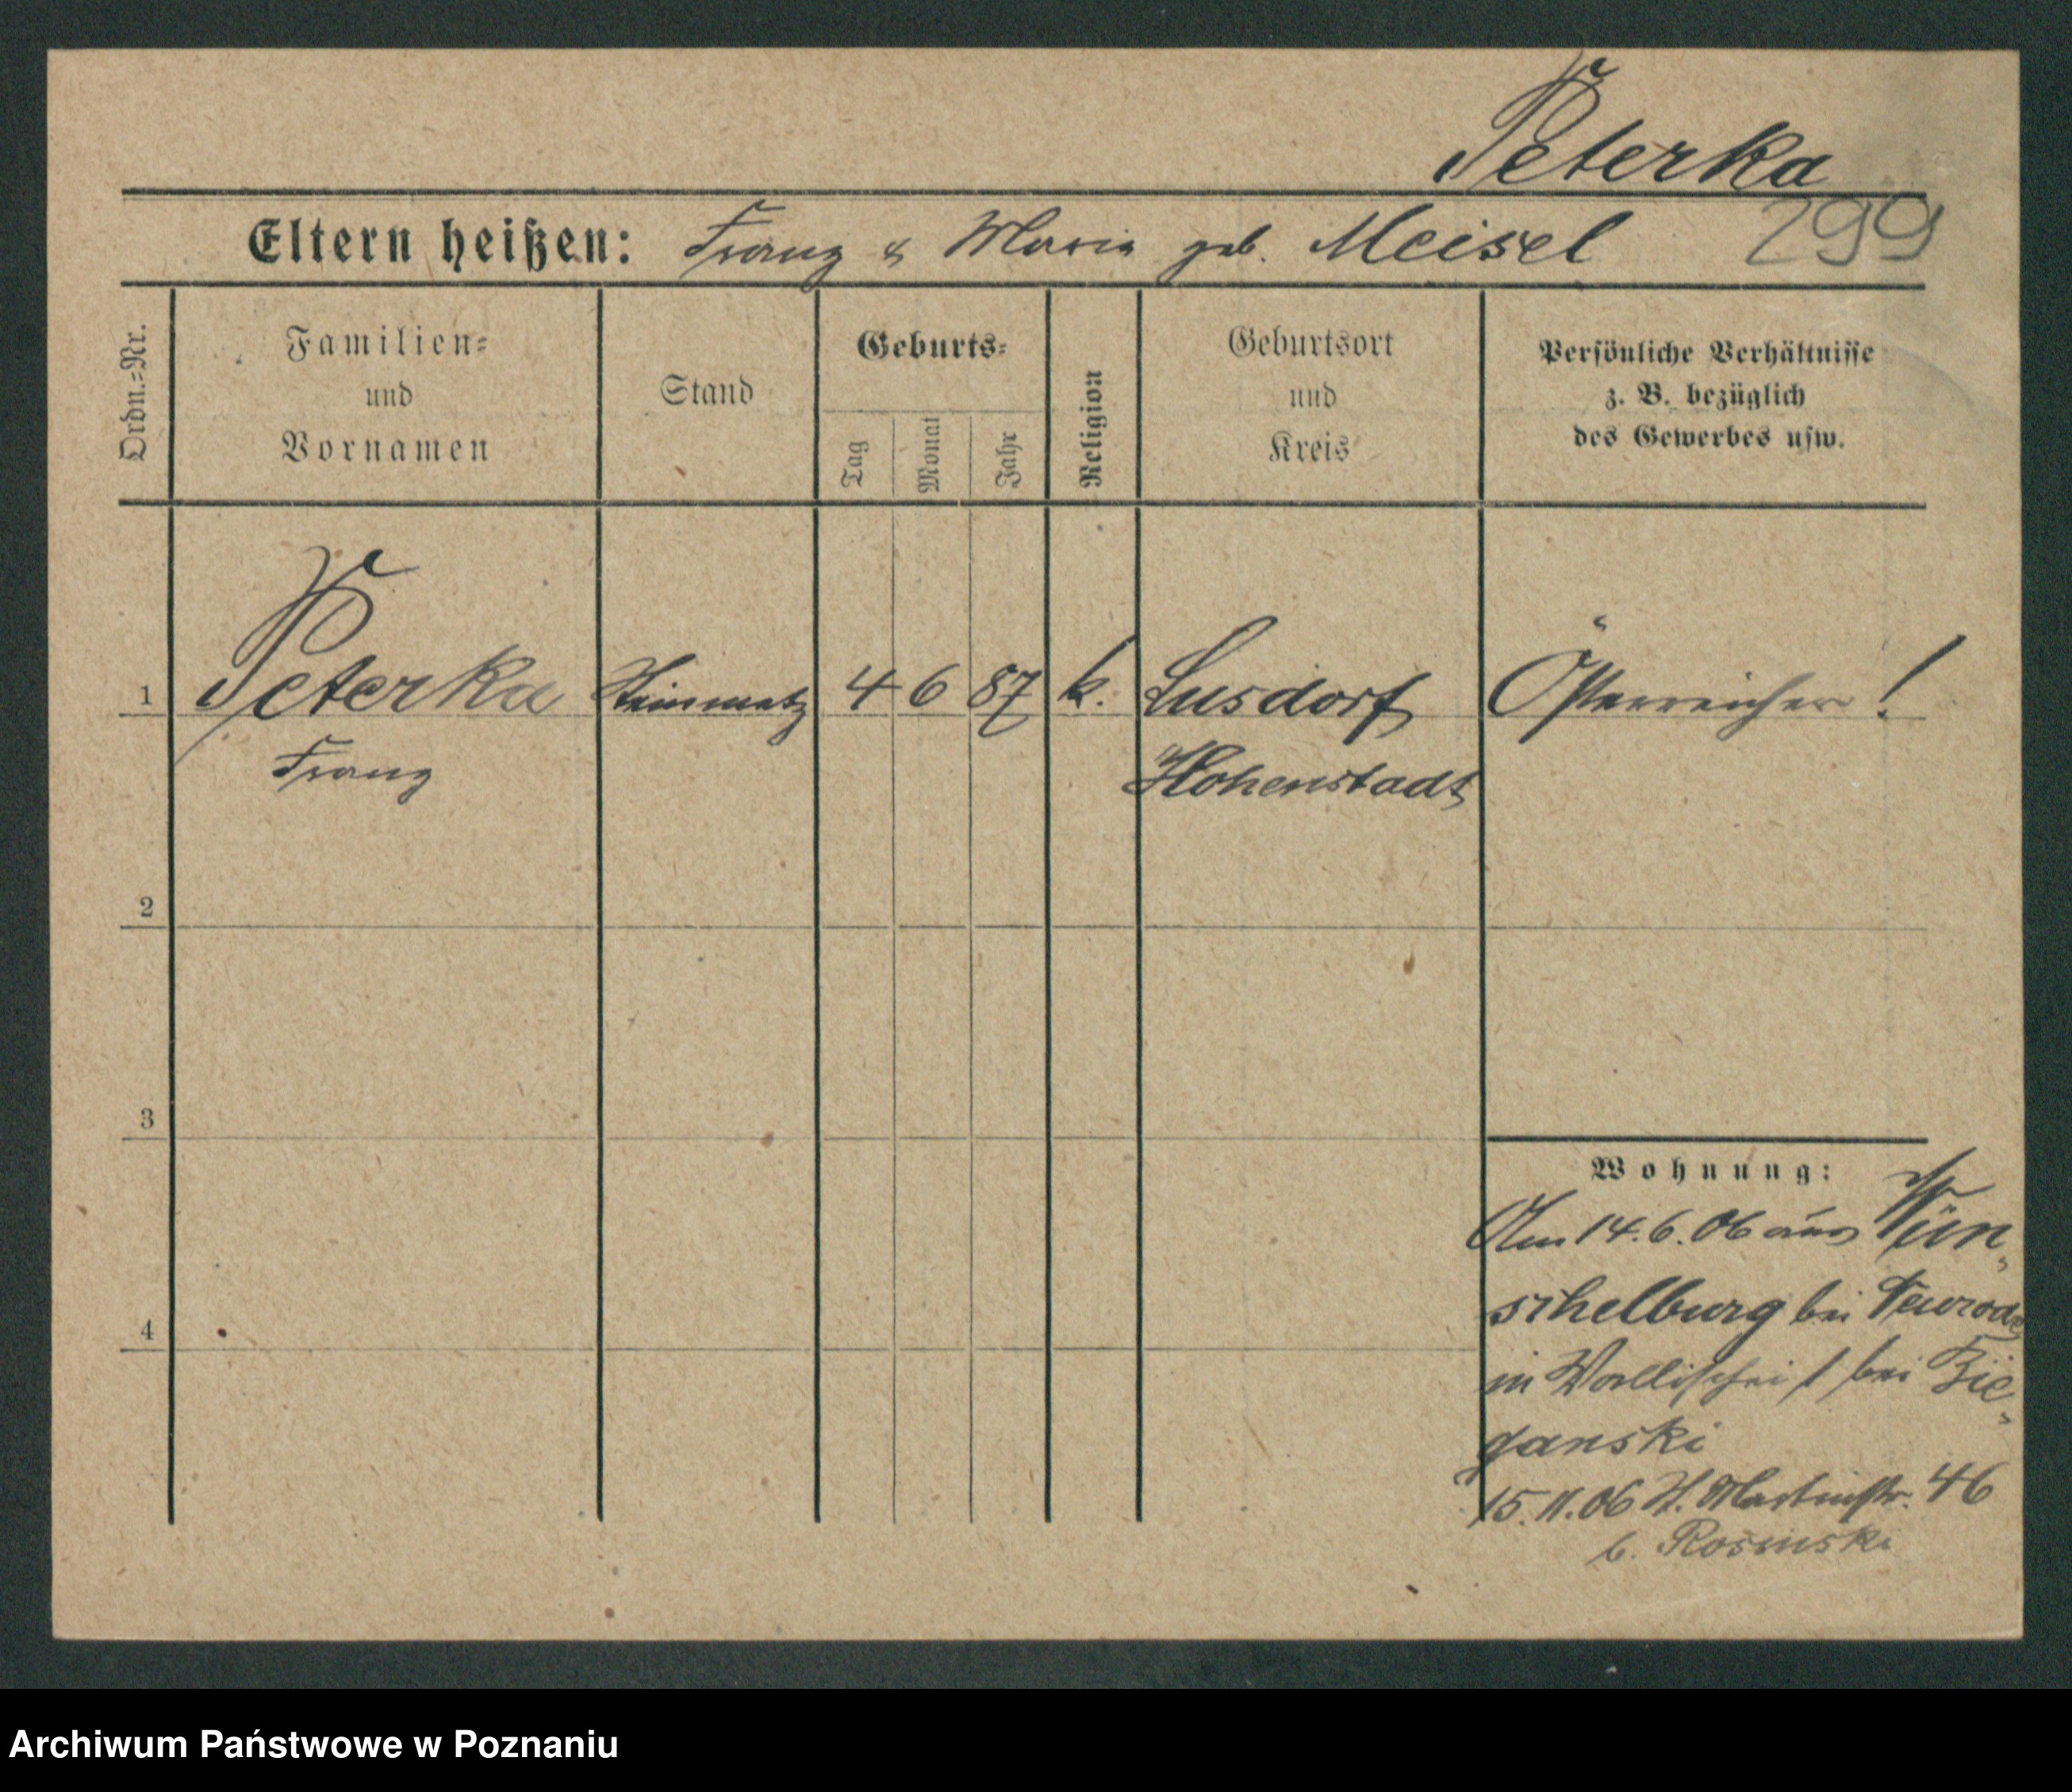 Peterka
Eltern heißen: Franz & Maria geb. Meisel 299
Ordn.-Nr.
Familien-
und
Vornamen
Stand
Geburts-
Tag
Monat
Jahr
Religion
Geburtsort
und
Kreis
Persönliche Verhältnisse
z. B. bezüglich
des Gewerbes usw.
1 Peterka Steinmetz 4 6 87 k. Lusdorf Österreicher!
Franz Hohenstadt
2
3
4
Wohnung:
Am 14.6.06 aus Wün-
schelburg bei Neurode
in Wallischei 1 bei Zie-
ganski
15.11.06 St. Martinstr. 46
b. Rosinski
Archiwum Państwowe w Poznaniu